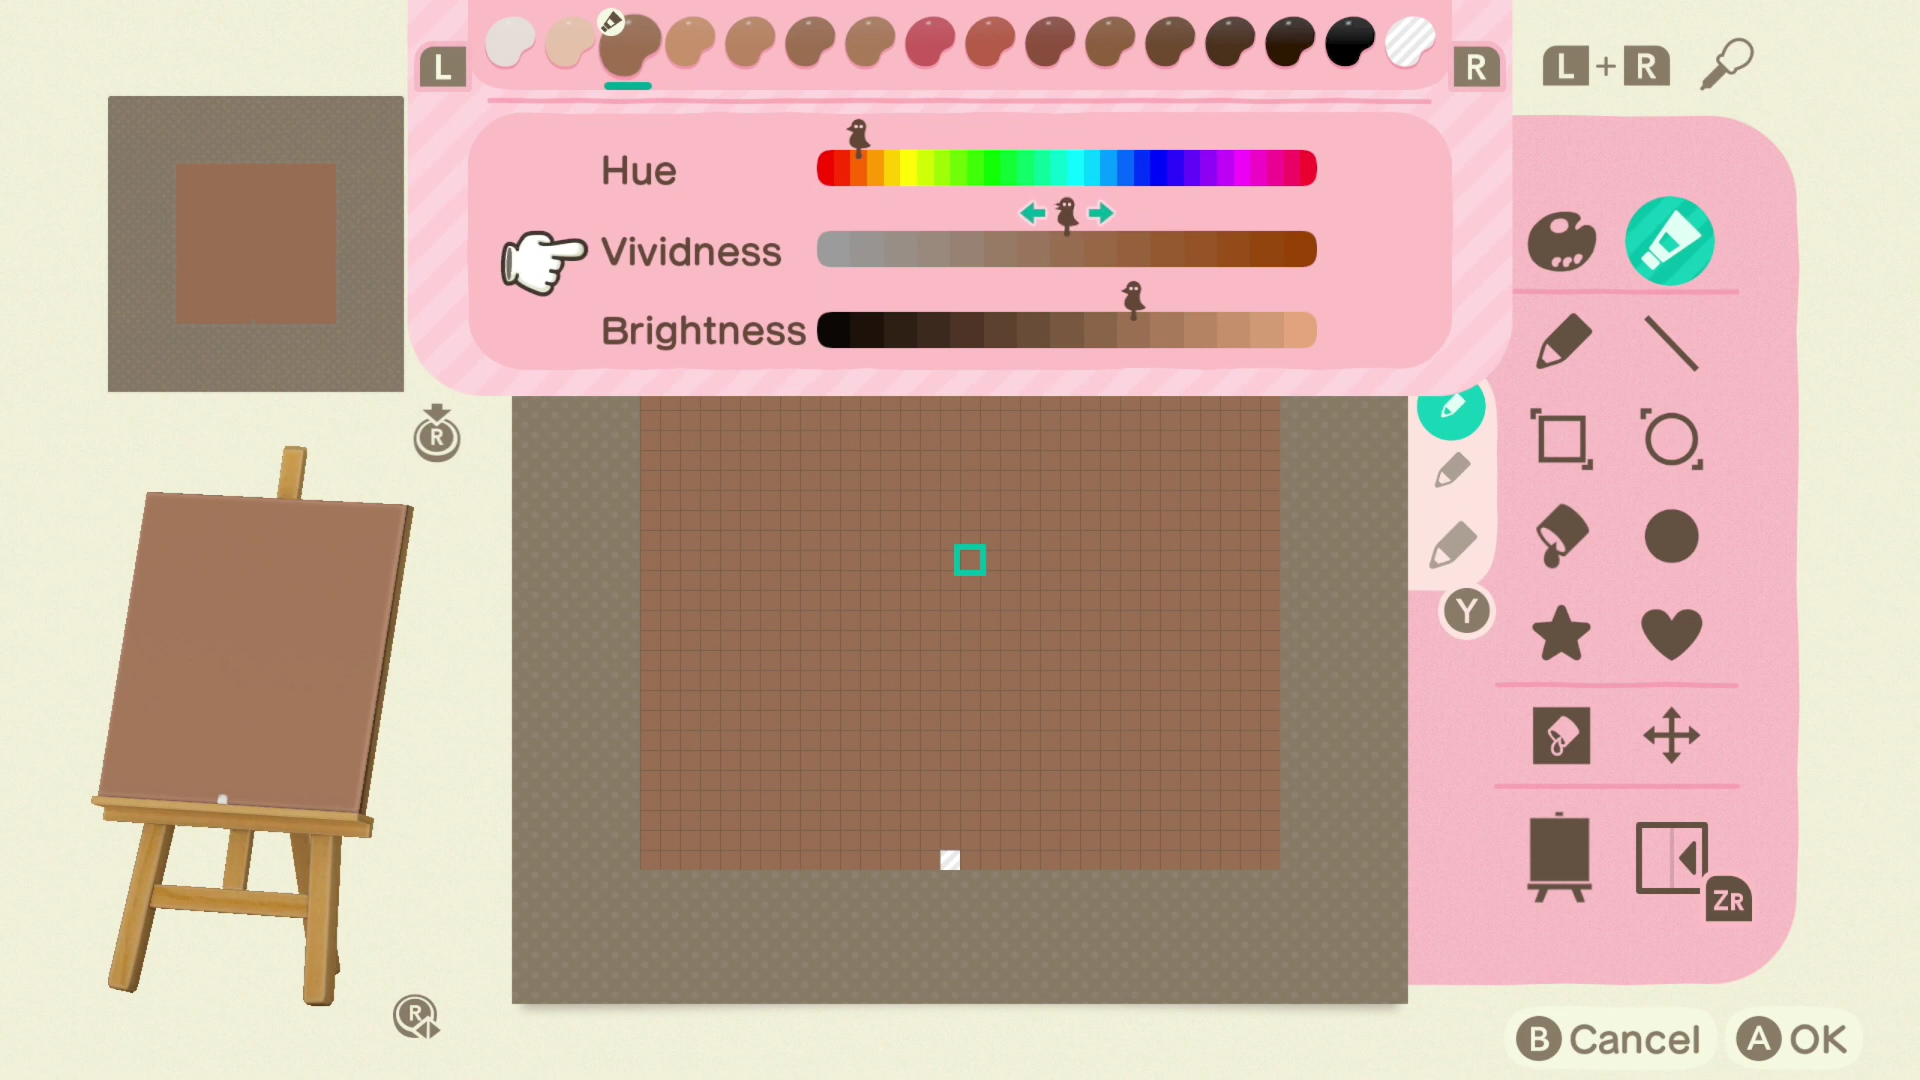 L
R
L + R
Hue
Vividness
Brightness
R
Y
ZR
R
B Cancel
A OK